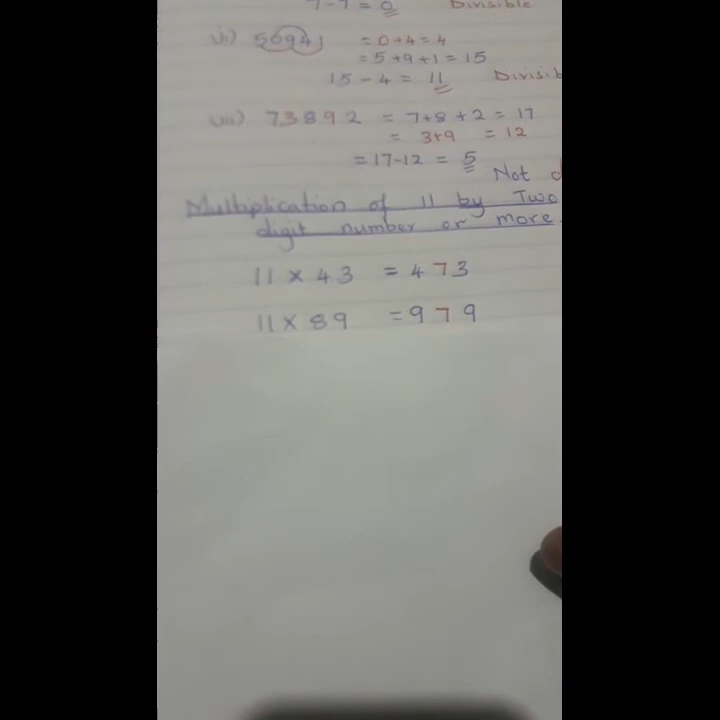 7-7 = 0 Divisible
vi) 50941 = 0+4 = 4
= 5+9+1 = 15
15 - 4 = 11 Divisib
vii) 73892 = 7+8+2 = 17
= 3+9 = 12
= 17-12 = 5
Not d
Multiplication of 11 by Two
digit number or more.
11 × 43 = 473
11 × 89 = 979